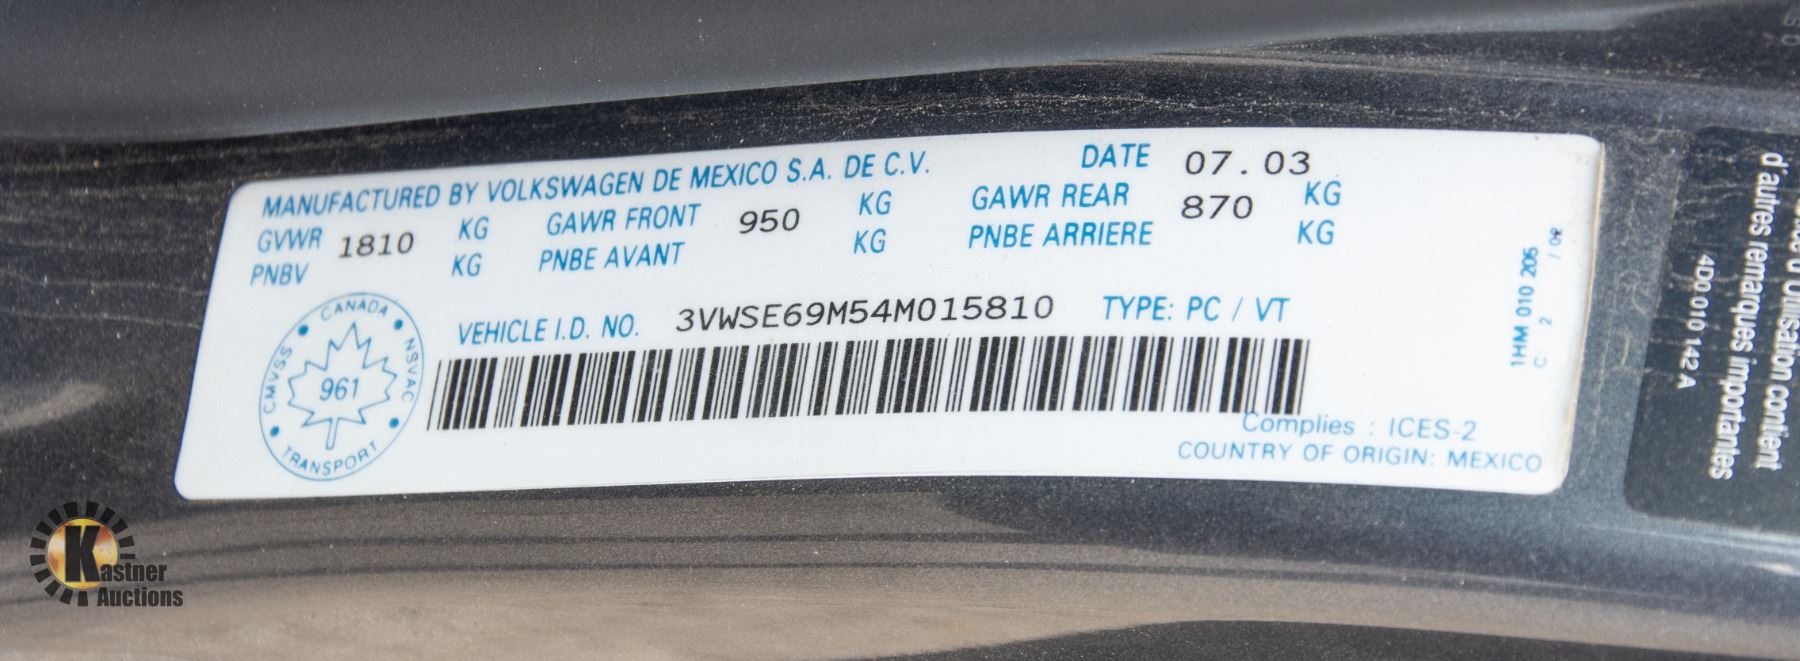 MANUFACTURED BY VOLKSWAGEN DE MEXICO S.A. DE C.V. DATE 07.03
GVWR 1810 KG GAWR FRONT 950 KG GAWR REAR 870 KG
PNBV KG PNBE AVANT KG PNBE ARRIERE KG
VEHICLE I.D. NO. 3VWSE69M54M015810 TYPE: PC / VT
CANADA
NSVAC
TRANSPORT
CMVSS
961
Complies : ICES-2
COUNTRY OF ORIGIN: MEXICO
1HM 010 205
C: 2
d'autres remarques importantes
4D0 010 142 A
Kastner
Auctions